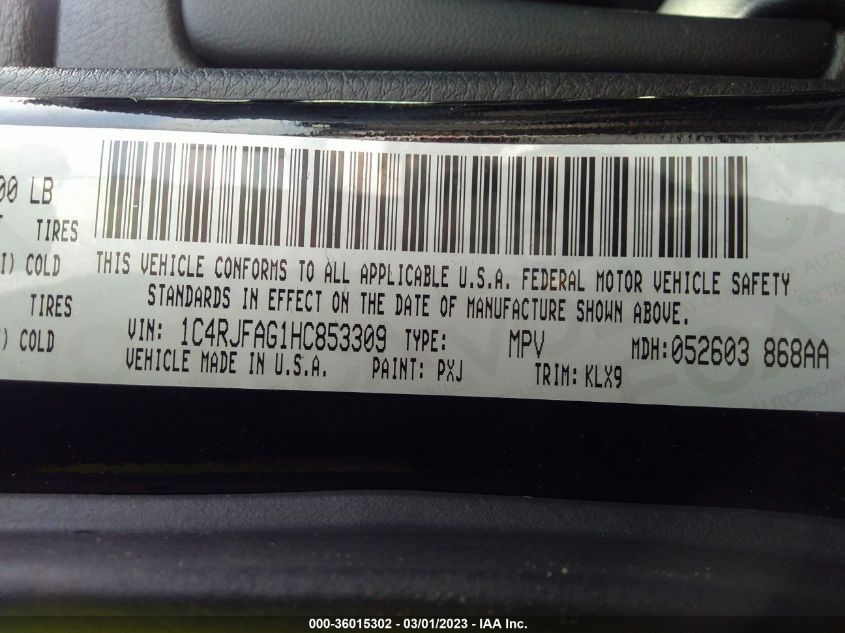 00 LB
TIRES
I) COLD
THIS VEHICLE CONFORMS TO ALL APPLICABLE U.S.A. FEDERAL MOTOR VEHICLE SAFETY
STANDARDS IN EFFECT ON THE DATE OF MANUFACTURE SHOWN ABOVE.
TIRES
) COLD
VIN: 1C4RJFAG1HC853309 TYPE: MPV MDH:052603 868AA
VEHICLE MADE IN U.S.A. PAINT: PXJ TRIM: KLX9
000-36015302 - 03/01/2023 - IAA Inc.